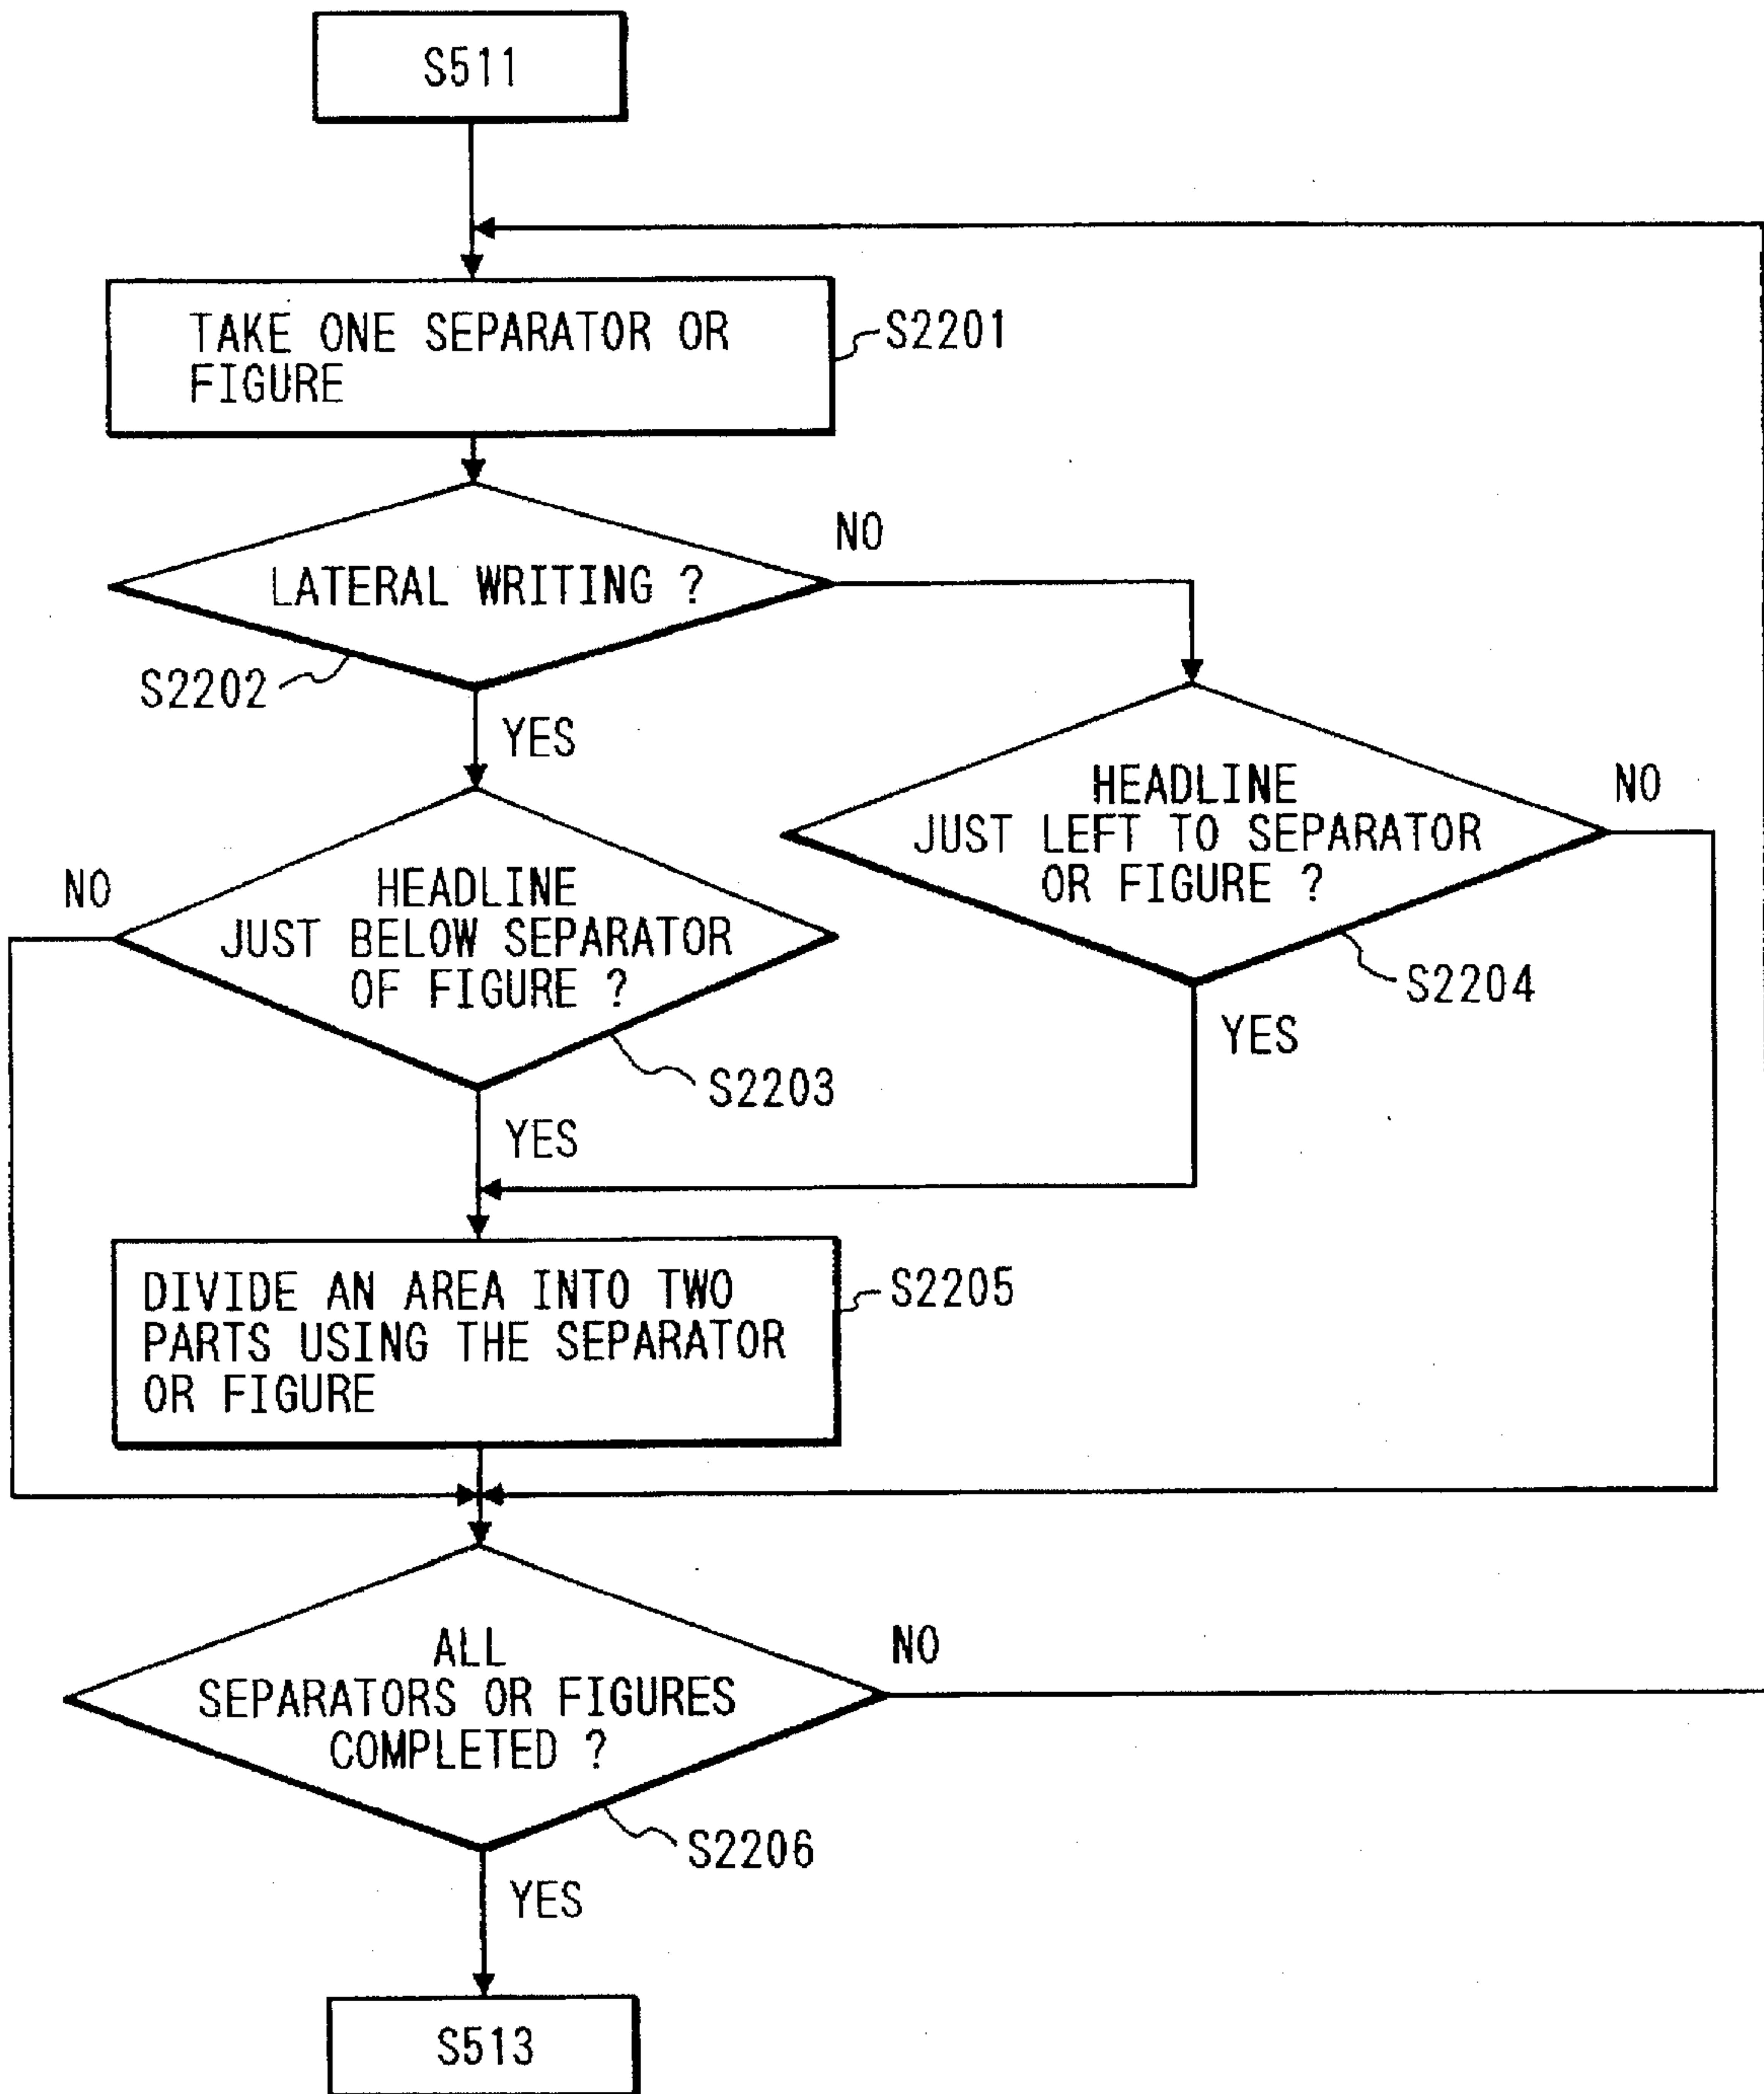 S511
TAKE ONE SEPARATOR OR
FIGURE
S2201
LATERAL WRITING ?
NO
S2202
YES
HEADLINE
JUST LEFT TO SEPARATOR
OR FIGURE ?
NO
S2204
YES
NO
HEADLINE
JUST BELOW SEPARATOR
OF FIGURE ?
S2203
YES
DIVIDE AN AREA INTO TWO
PARTS USING THE SEPARATOR
OR FIGURE
S2205
ALL
SEPARATORS OR FIGURES
COMPLETED ?
NO
S2206
YES
S513